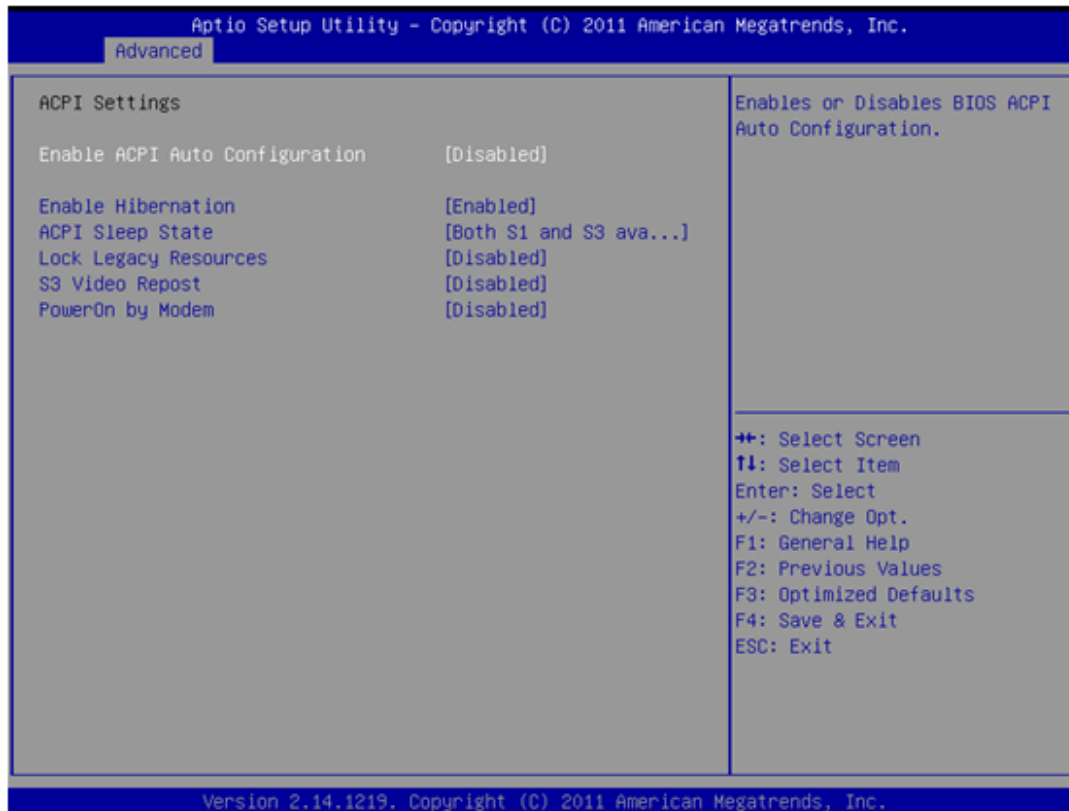 Aptio Setup Utility – Copyright (C) 2011 American Megatrends, Inc.
Advanced
ACPI Settings
Enable ACPI Auto Configuration [Disabled]
Enable Hibernation [Enabled]
ACPI Sleep State [Both S1 and S3 ava...]
Lock Legacy Resources [Disabled]
S3 Video Repost [Disabled]
PowerOn by Modem [Disabled]
Enables or Disables BIOS ACPI
Auto Configuration.
→←: Select Screen
↑↓: Select Item
Enter: Select
+/-: Change Opt.
F1: General Help
F2: Previous Values
F3: Optimized Defaults
F4: Save & Exit
ESC: Exit
Version 2.14.1219. Copyright (C) 2011 American Megatrends, Inc.